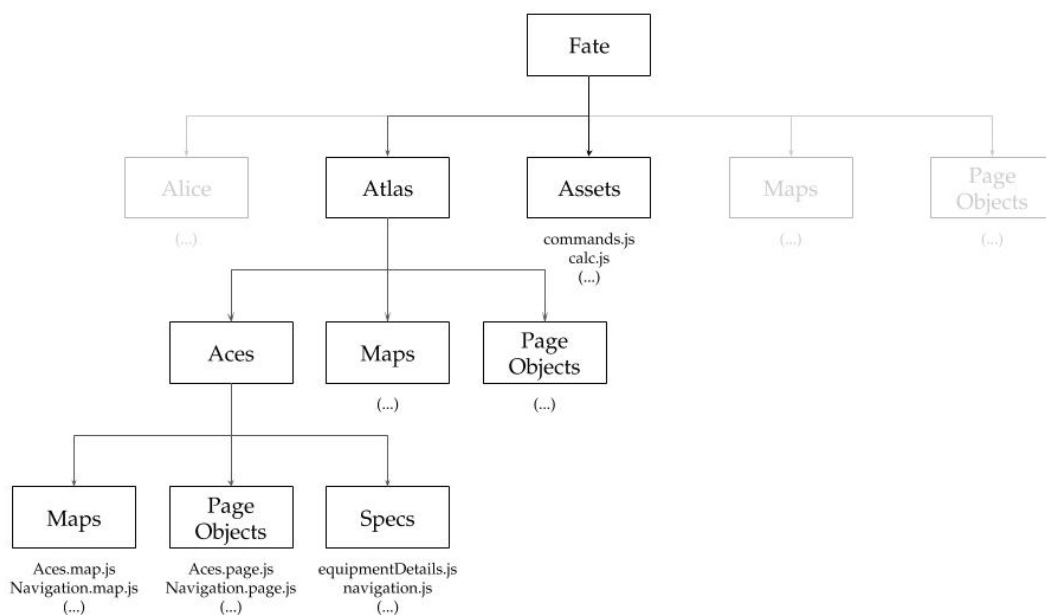 Fate
Alice
Atlas
Assets
Maps
Page
Objects
(...)
commands.js
calc.js
(...)
(...)
(...)
Aces
Maps
Page
Objects
(...)
(...)
Maps
Page
Objects
Specs
Aces.map.js
Navigation.map.js
(...)
Aces.page.js
Navigation.page.js
(...)
equipmentDetails.js
navigation.js
(...)